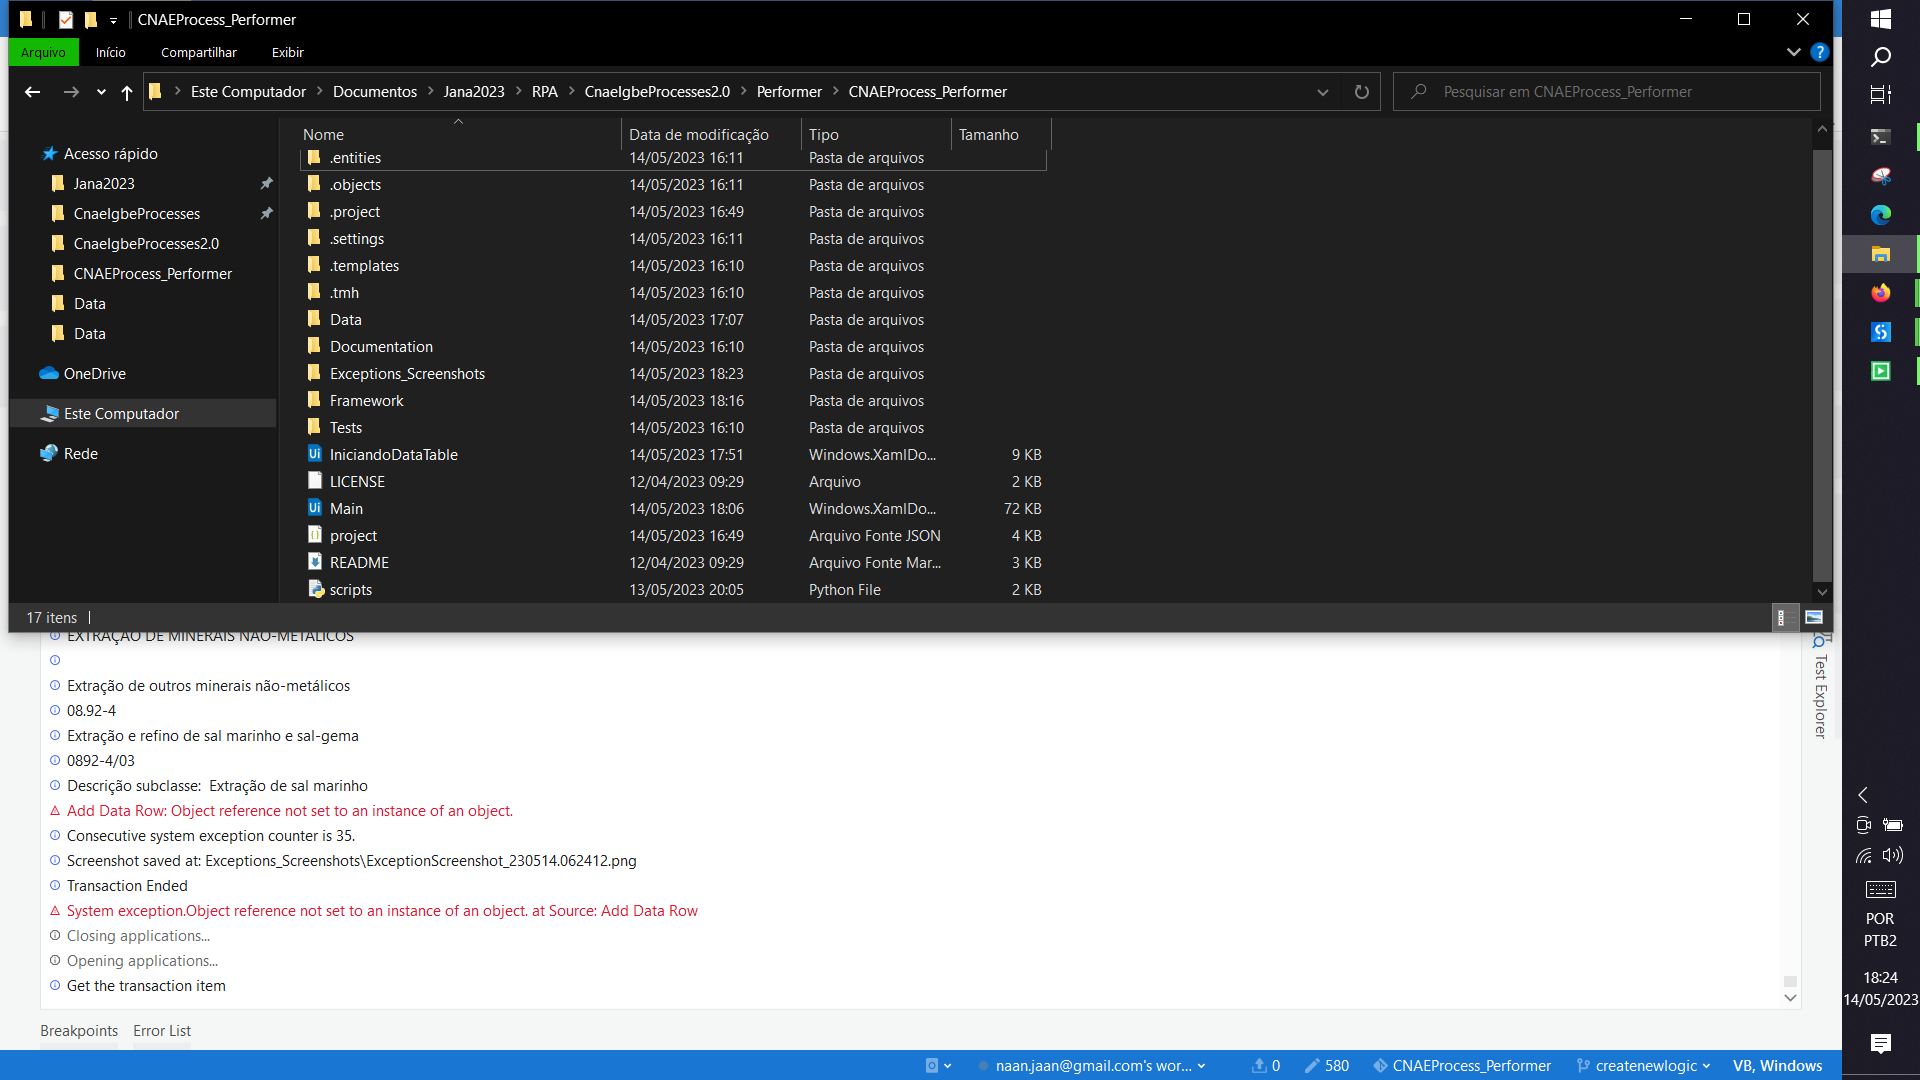 CNAEProcess_Performer
Arquivo Início Compartilhar Exibir
Este Computador Documentos Jana2023 RPA CnaeIgbeProcesses2.0 Performer CNAEProcess_Performer
Pesquisar em CNAEProcess_Performer
Acesso rápido
Jana2023
CnaeIgbeProcesses
CnaeIgbeProcesses2.0
CNAEProcess_Performer
Data
Data
OneDrive
Este Computador
Rede
Nome Data de modificação Tipo Tamanho
.entities 14/05/2023 16:11 Pasta de arquivos
.objects 14/05/2023 16:11 Pasta de arquivos
.project 14/05/2023 16:49 Pasta de arquivos
.settings 14/05/2023 16:11 Pasta de arquivos
.templates 14/05/2023 16:10 Pasta de arquivos
.tmh 14/05/2023 16:10 Pasta de arquivos
Data 14/05/2023 17:07 Pasta de arquivos
Documentation 14/05/2023 16:10 Pasta de arquivos
Exceptions_Screenshots 14/05/2023 18:23 Pasta de arquivos
Framework 14/05/2023 18:16 Pasta de arquivos
Tests 14/05/2023 16:10 Pasta de arquivos
IniciandoDataTable 14/05/2023 17:51 Windows.XamlDo... 9 KB
LICENSE 12/04/2023 09:29 Arquivo 2 KB
Main 14/05/2023 18:06 Windows.XamlDo... 72 KB
project 14/05/2023 16:49 Arquivo Fonte JSON 4 KB
README 12/04/2023 09:29 Arquivo Fonte Mar... 3 KB
scripts 13/05/2023 20:05 Python File 2 KB
17 itens
EXTRAÇÃO DE MINERAIS NÃO-METÁLICOS
Extração de outros minerais não-metálicos
08.92-4
Extração e refino de sal marinho e sal-gema
0892-4/03
Descrição subclasse:  Extração de sal marinho
Add Data Row: Object reference not set to an instance of an object.
Consecutive system exception counter is 35.
Screenshot saved at: Exceptions_Screenshots\ExceptionScreenshot_230514.062412.png
Transaction Ended
System exception.Object reference not set to an instance of an object. at Source: Add Data Row
Closing applications...
Opening applications...
Get the transaction item
Test Explorer
Breakpoints Error List
naan.jaan@gmail.com's wor... 0 580 CNAEProcess_Performer createnewlogic VB, Windows
POR
PTB2
18:24
14/05/2023